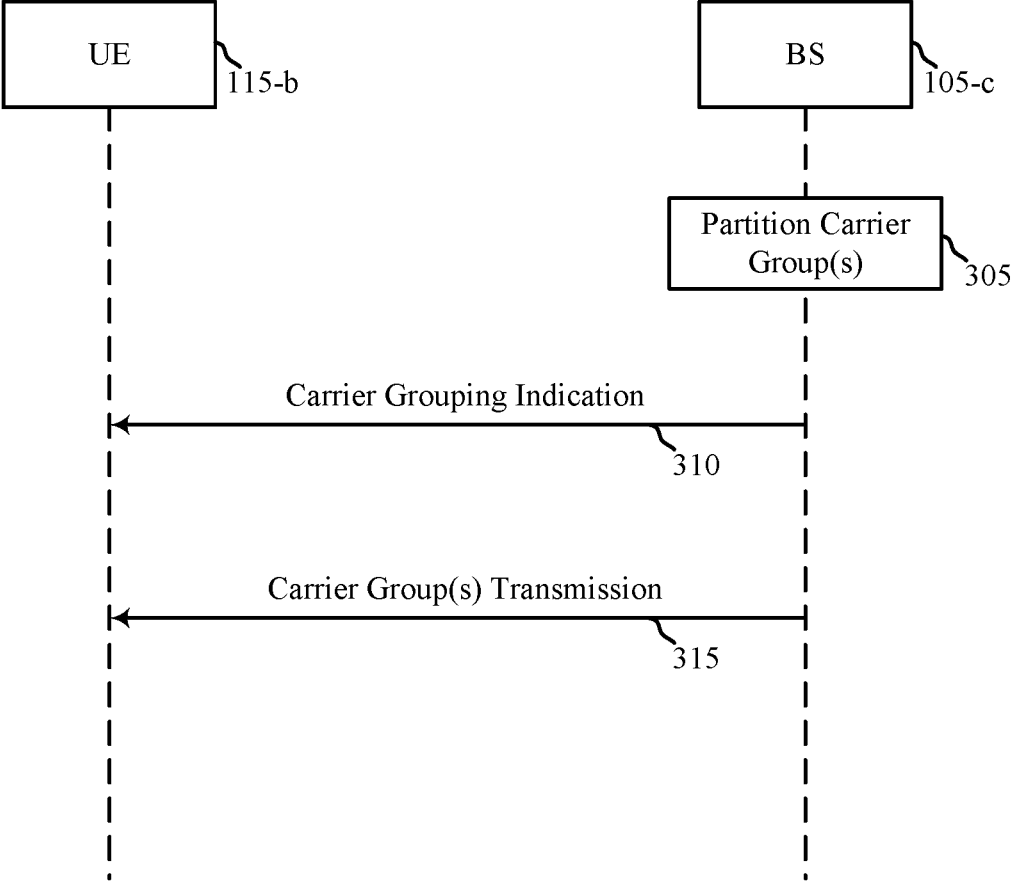 UE
115-b
BS
105-c
Partition Carrier
Group(s)
305
Carrier Grouping Indication
310
Carrier Group(s) Transmission
315